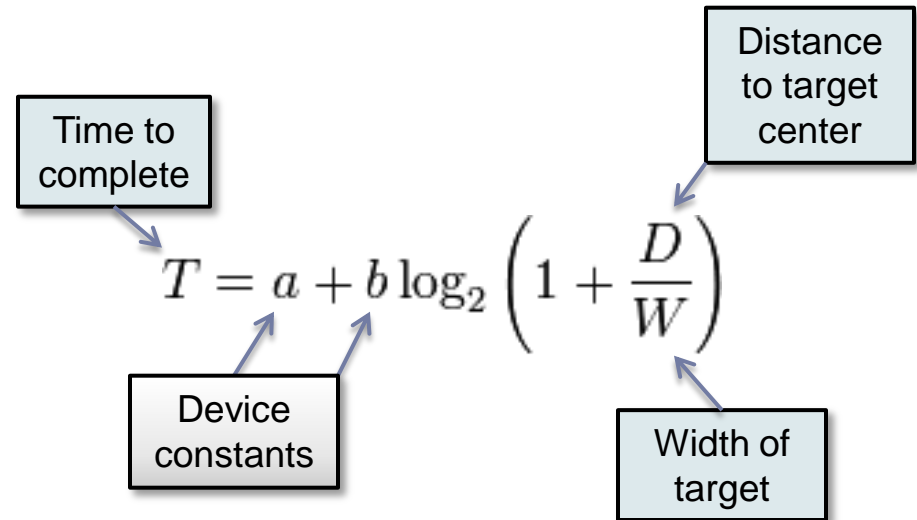 Distance
to target
center
Time to
complete
T = a + b log₂ (1 + D/W)
Device
constants
Width of
target